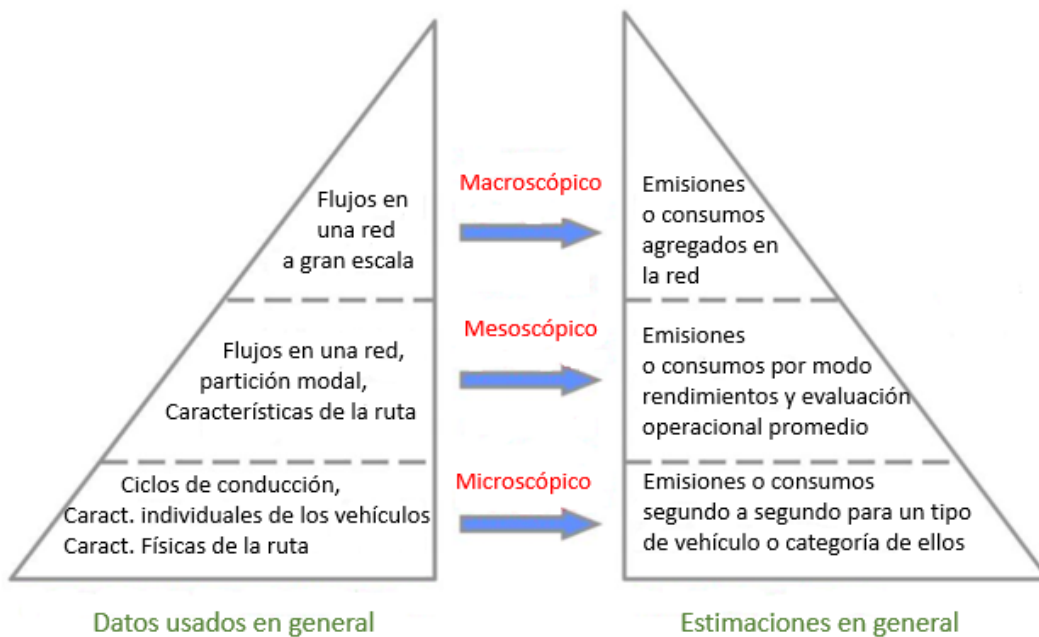 Macroscópico
Flujos en
una red
a gran escala
Emisiones
o consumos
agregados en
la red
Mesoscópico
Flujos en una red,
partición modal,
Características de la ruta
Emisiones
o consumos por modo
rendimientos y evaluación
operacional promedio
Microscópico
Ciclos de conducción,
Caract. individuales de los vehículos
Caract. Físicas de la ruta
Emisiones o consumos
segundo a segundo para un tipo
de vehículo o categoría de ellos
Datos usados en general
Estimaciones en general